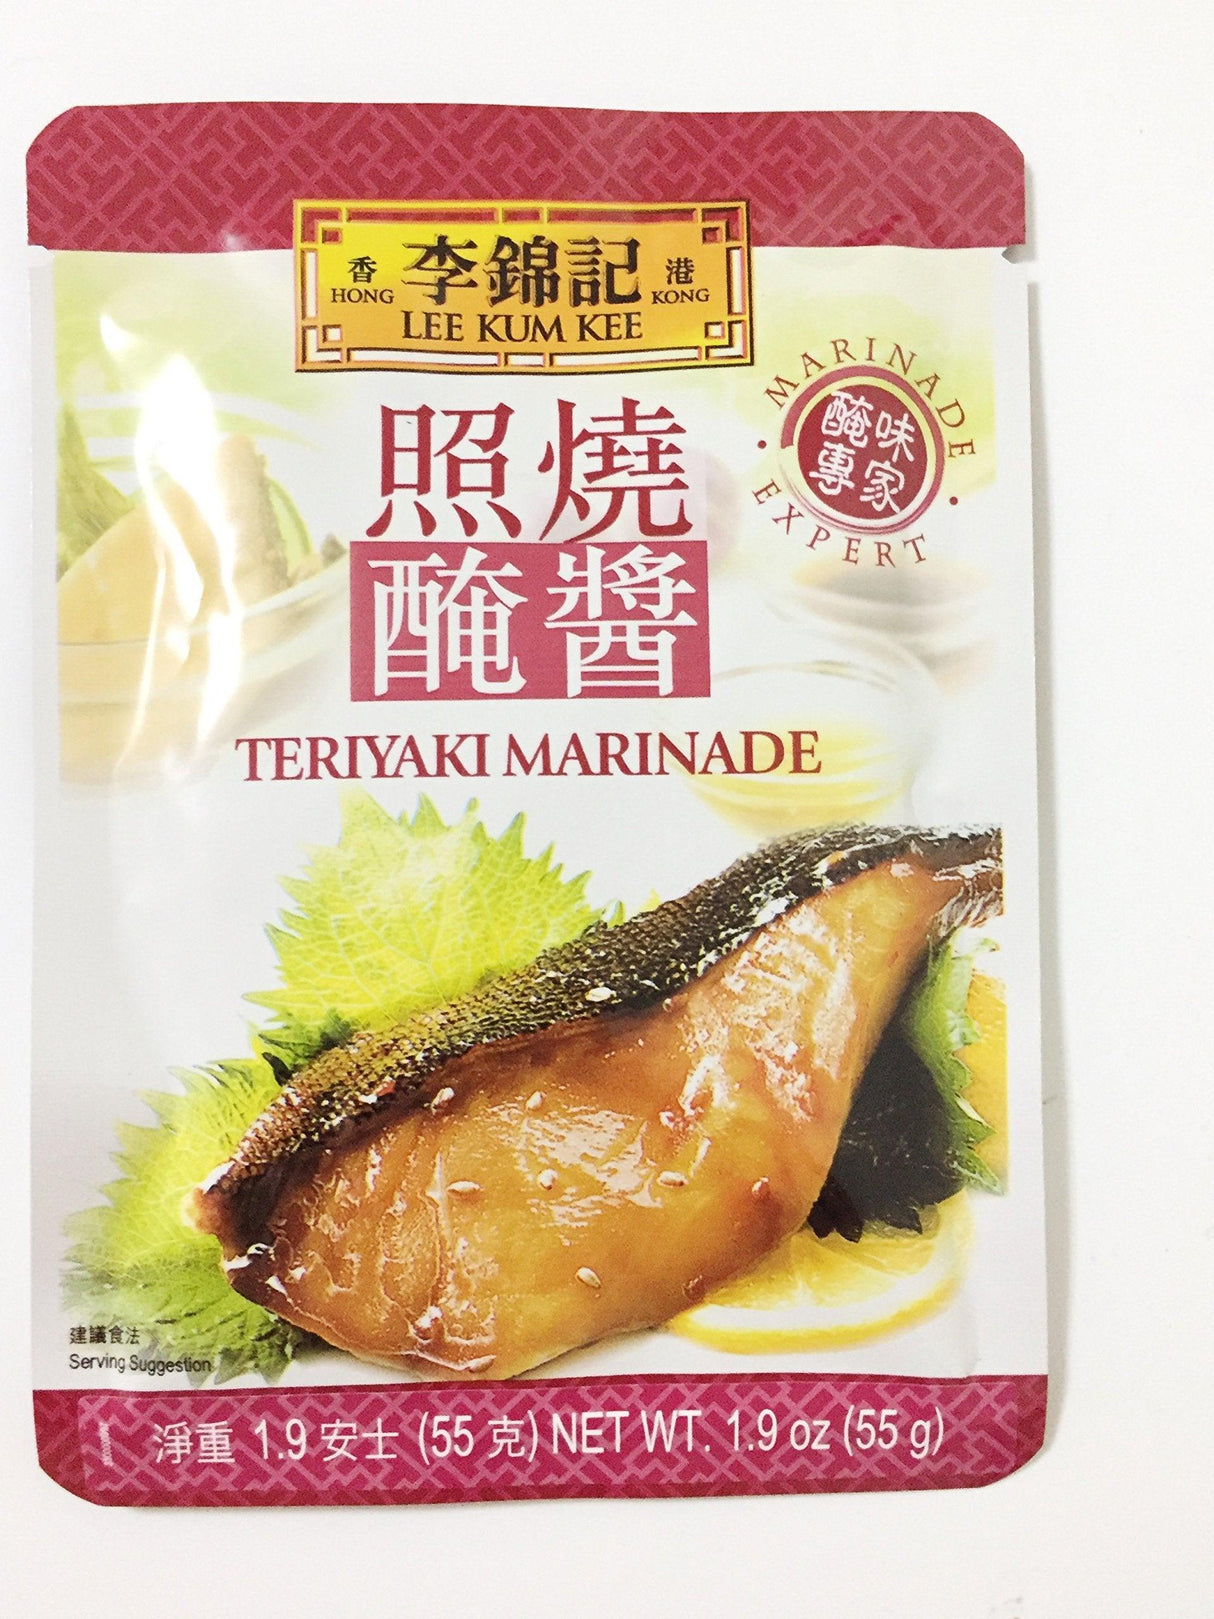 香 李錦記 港
HONG KONG
LEE KUM KEE
MARINADE
醃味
專家
EXPERT
照燒
醃醬
TERIYAKI MARINADE
建議食法
Serving Suggestion
淨重 1.9 安士 (55 克) NET WT. 1.9 oz (55 g)